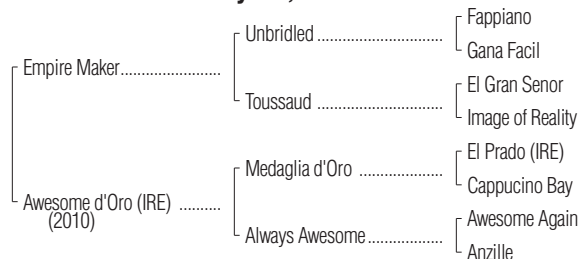 Fappiano
Unbridled
Gana Facil
Empire Maker
El Gran Senor
Toussaud
Image of Reality
El Prado (IRE)
Medaglia d'Oro
Cappucino Bay
Awesome d'Oro (IRE)
(2010)
Awesome Again
Always Awesome
Anzille